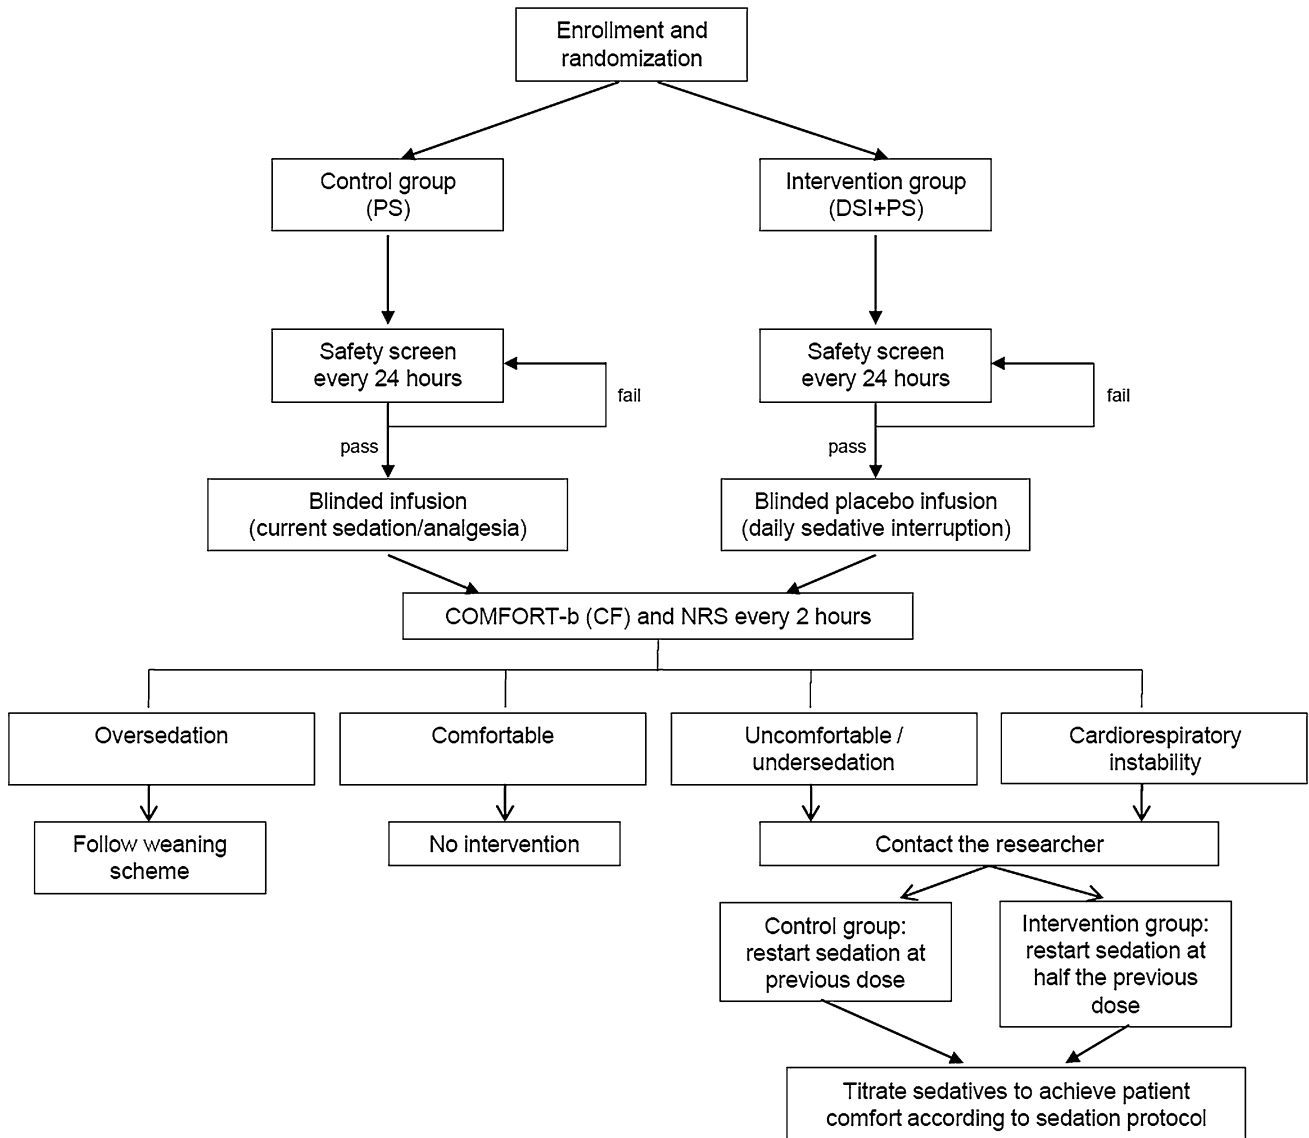 Enrollment and
randomization
Control group
(PS)
Intervention group
(DSI+PS)
Safety screen
every 24 hours
fail
Safety screen
every 24 hours
fail
pass
pass
Blinded infusion
(current sedation/analgesia)
Blinded placebo infusion
(daily sedative interruption)
COMFORT-b (CF) and NRS every 2 hours
Oversedation
Comfortable
Uncomfortable /
undersedation
Cardiorespiratory
instability
Follow weaning
scheme
No intervention
Contact the researcher
Control group:
restart sedation at
previous dose
Intervention group:
restart sedation at
half the previous
dose
Titrate sedatives to achieve patient
comfort according to sedation protocol